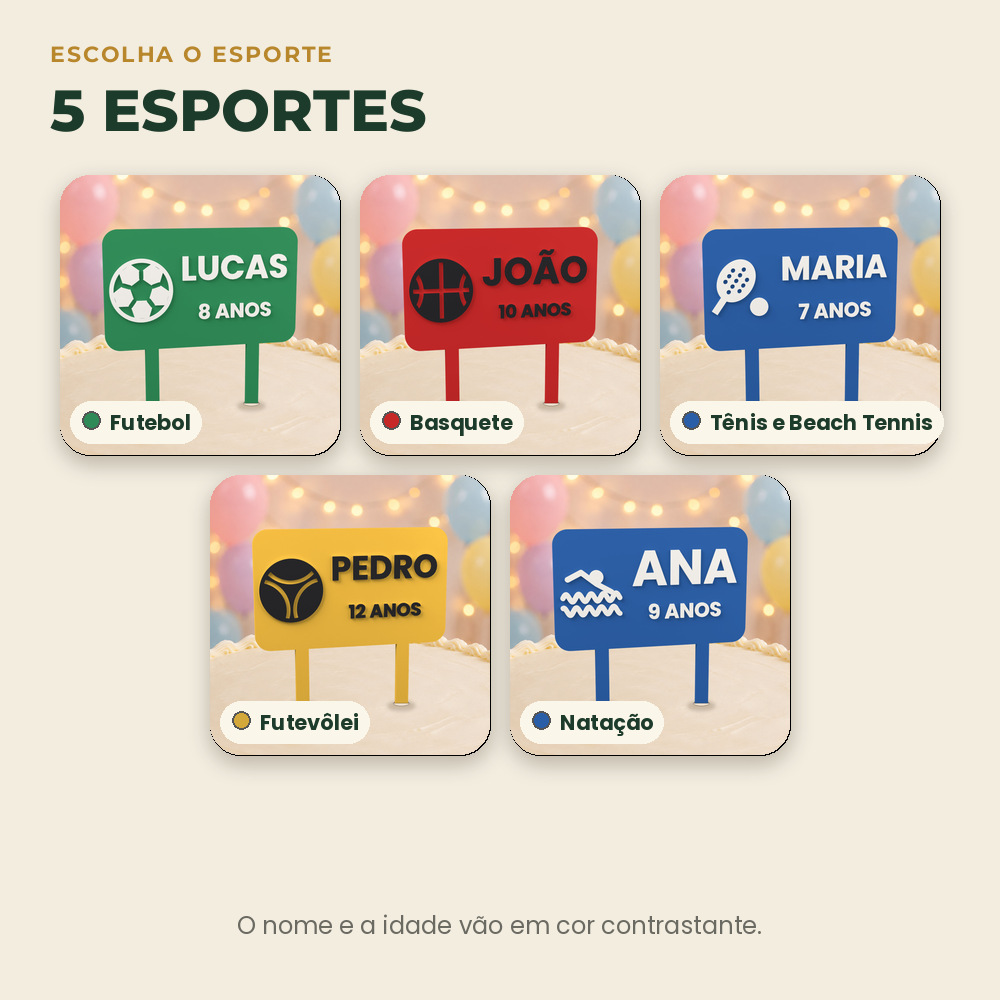 ESCOLHA O ESPORTE
5 ESPORTES
LUCAS
8 ANOS
Futebol
JOÃO
10 ANOS
Basquete
MARIA
7 ANOS
Tênis e Beach Tennis
PEDRO
12 ANOS
Futevôlei
ANA
9 ANOS
Natação
O nome e a idade vão em cor contrastante.